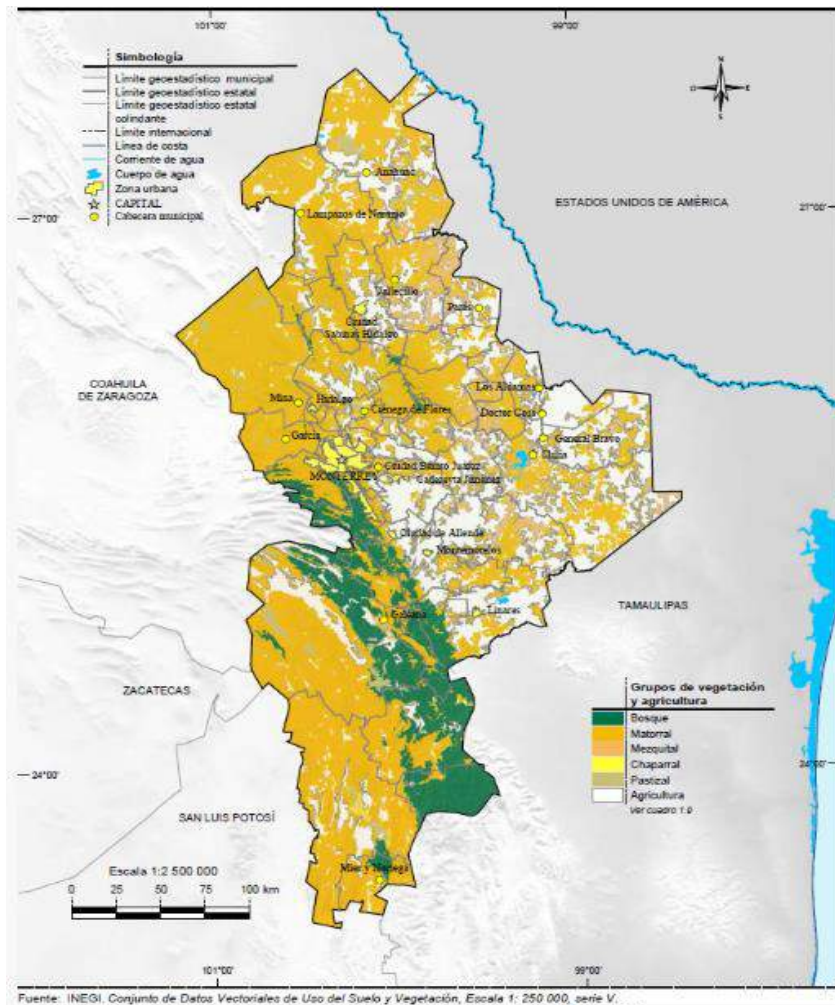 101°00'
99°00'
Simbología
Límite geoestadístico municipal
Límite geoestadístico estatal
Límite geoestadístico estatal
colindante
Límite internacional
Línea de costa
Corriente de agua
Cuerpo de agua
Zona urbana
CAPITAL
Cabecera municipal
N
O
E
S
ESTADOS UNIDOS DE AMÉRICA
27°00'
27°00'
Anáhuac
Lampazos de Naranjo
Vallecillo
Parás
Ciudad
Sabinas Hidalgo
COAHUILA
DE ZARAGOZA
Los Aldamas
Mina
Hidalgo
Ciénega de Flores
Doctor Coss
García
General Bravo
China
MONTERREY
Ciudad Benito Juárez
Cadereyta Jiménez
Ciudad de Allende
Montemorelos
Galeana
Linares
TAMAULIPAS
ZACATECAS
Grupos de vegetación
y agricultura
Bosque
Matorral
Mezquital
Chaparral
Pastizal
Agricultura
Ver cuadro 1.9
24°00'
24°00'
SAN LUIS POTOSÍ
Escala 1:2 500 000
0 25 50 75 100 km
Mier y Noriega
101°00'
99°00'
Fuente: INEGI. Conjunto de Datos Vectoriales de Uso del Suelo y Vegetación, Escala 1: 250 000, serie V.